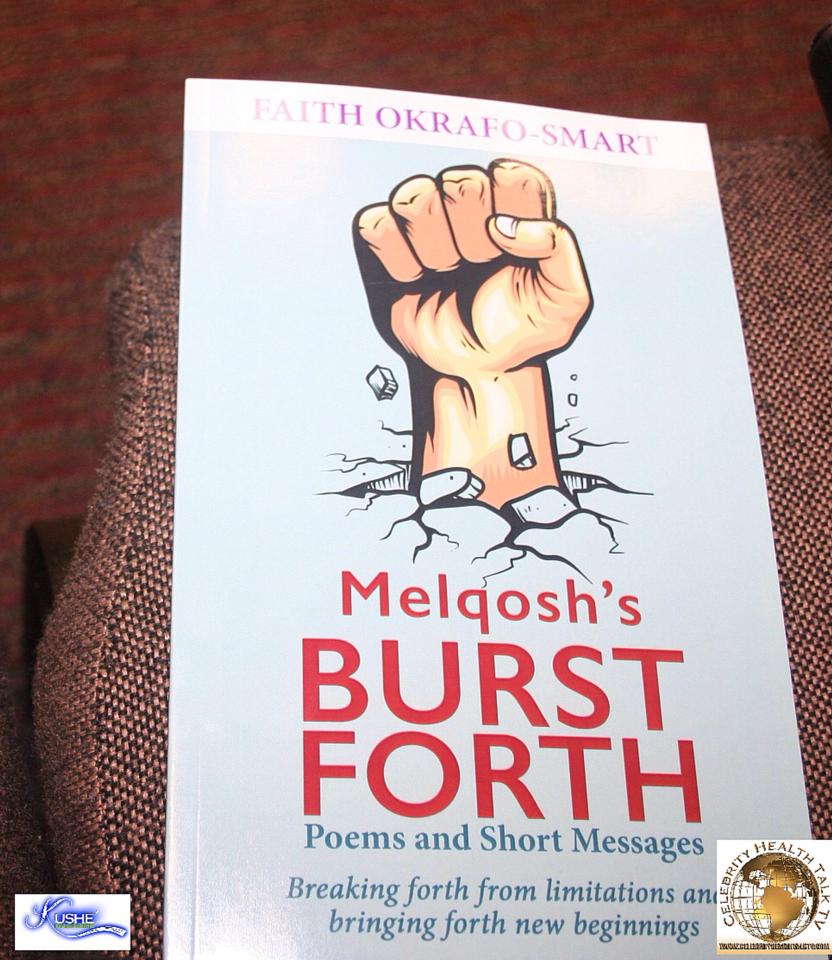 FAITH OKRAFO-SMART
Melqosh's
BURST
FORTH
Poems and Short Messages
Breaking forth from limitations and
bringing forth new beginnings
KUSHE
CELEBRITY HEALTH TALK TV